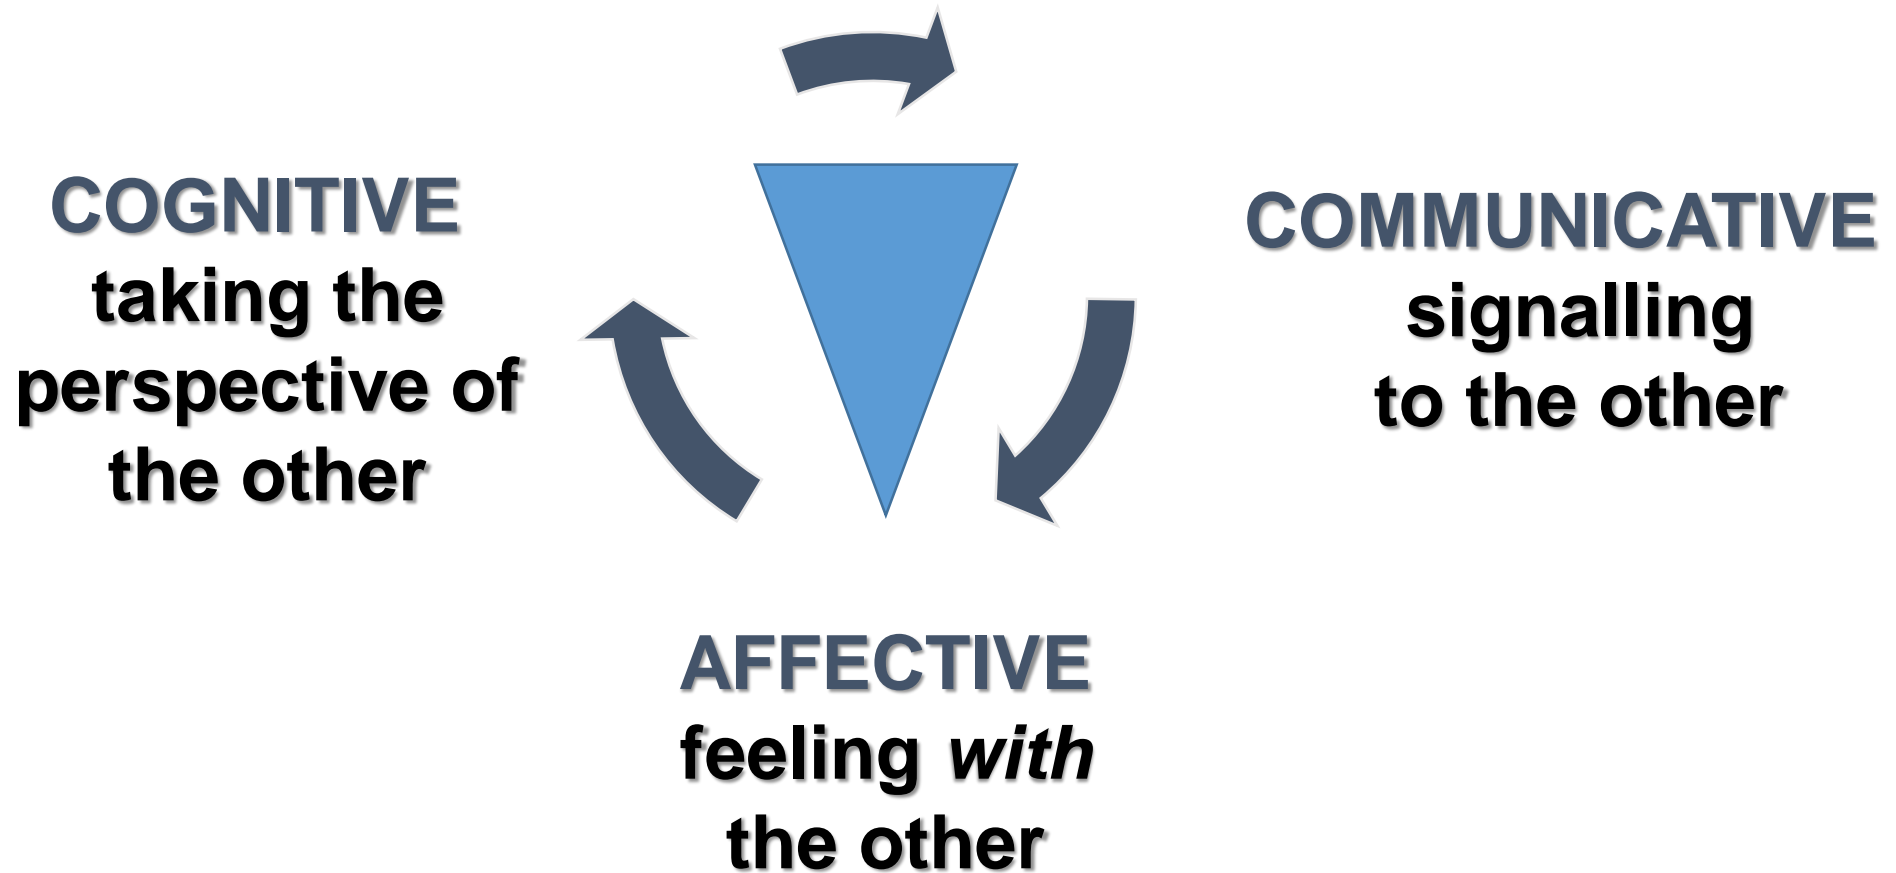 COGNITIVE
taking the
perspective of
the other
COMMUNICATIVE
signalling
to the other
AFFECTIVE
feeling with
the other